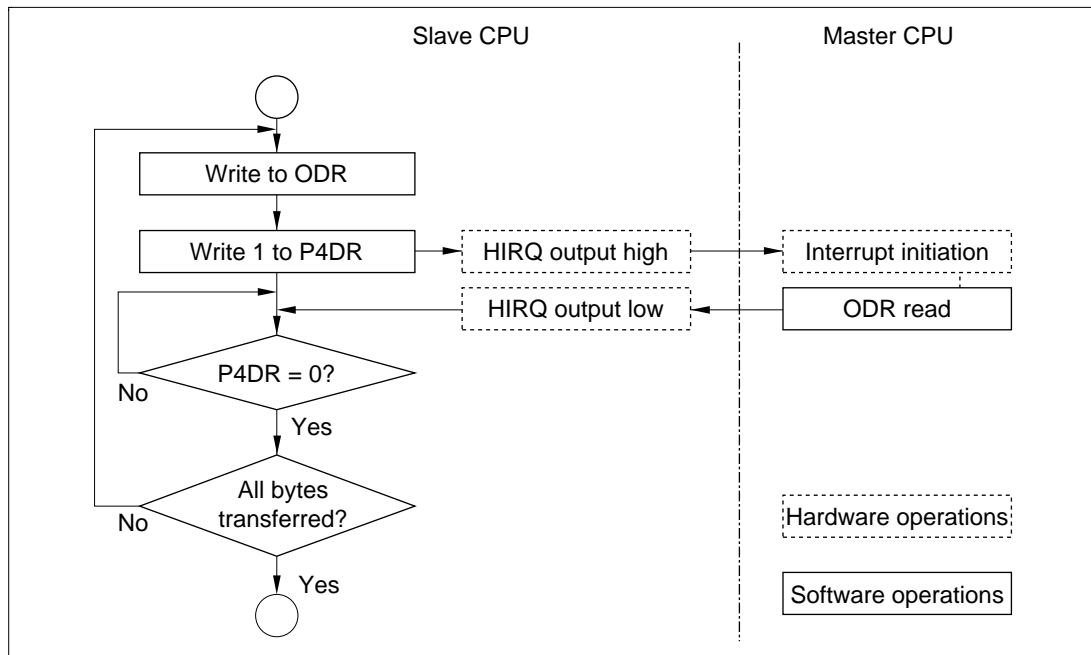 Slave CPU
Master CPU
Write to ODR
Write 1 to P4DR
HIRQ output high
Interrupt initiation
HIRQ output low
ODR read
P4DR = 0?
No
Yes
All bytes
transferred?
No
Yes
Hardware operations
Software operations